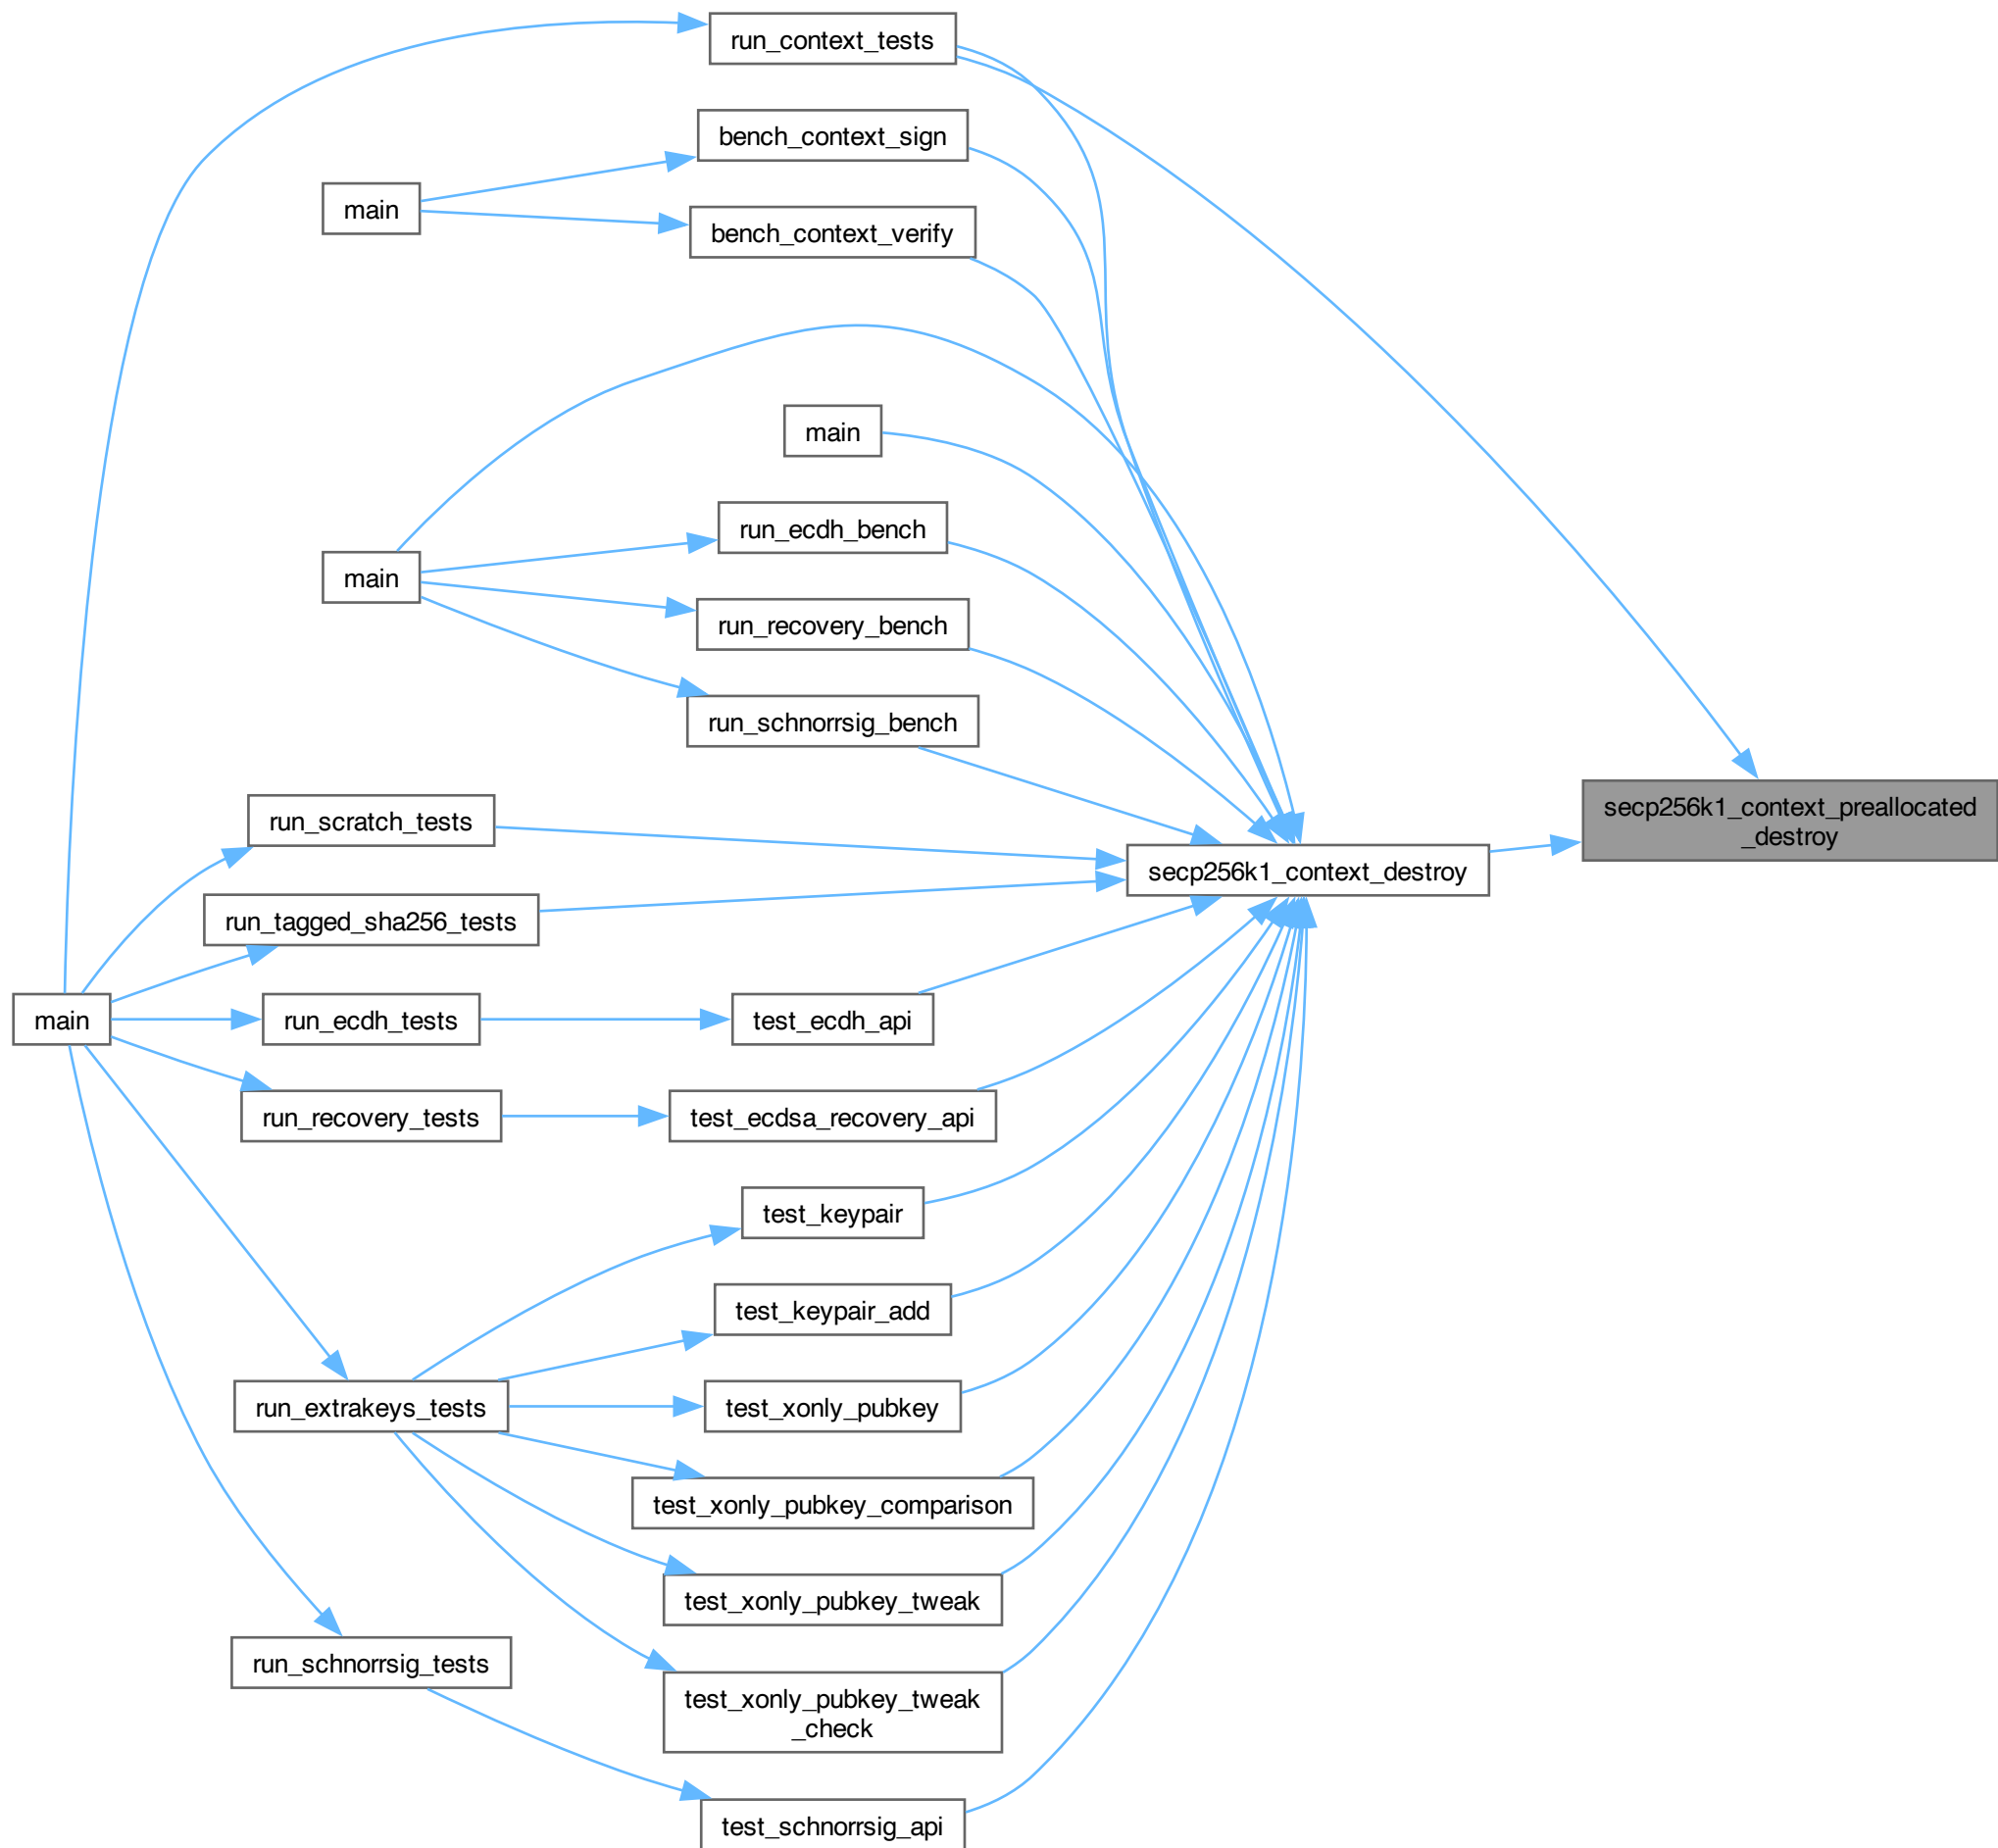 run_context_tests
bench_context_sign
main
bench_context_verify
main
run_ecdh_bench
main
run_recovery_bench
run_schnorrsig_bench
run_scratch_tests
secp256k1_context_preallocated
_destroy
secp256k1_context_destroy
run_tagged_sha256_tests
main
run_ecdh_tests
test_ecdh_api
run_recovery_tests
test_ecdsa_recovery_api
test_keypair
test_keypair_add
run_extrakeys_tests
test_xonly_pubkey
test_xonly_pubkey_comparison
test_xonly_pubkey_tweak
run_schnorrsig_tests
test_xonly_pubkey_tweak
_check
test_schnorrsig_api